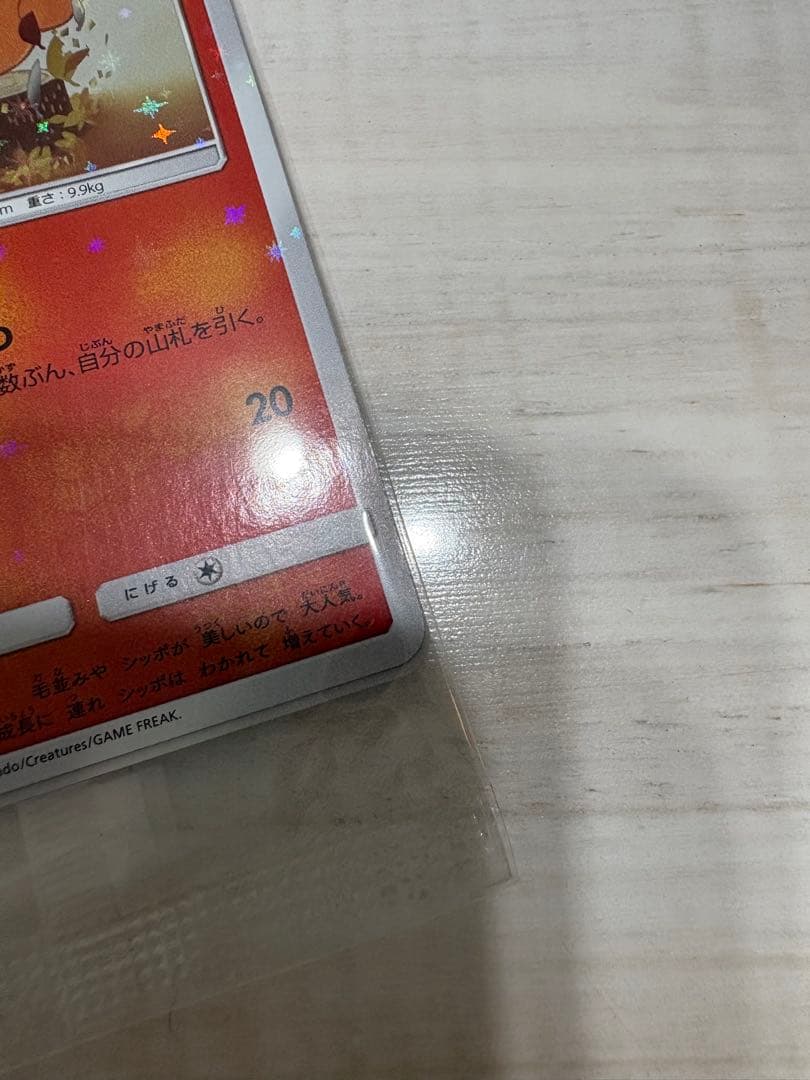 m 重さ:9.9kg
数ぶん、自分の山札を引く。
20
にげる
毛並みや シッポが 美しいので 大人気。
成長に 連れ シッポは わかれて 増えていく。
do/Creatures/GAME FREAK.